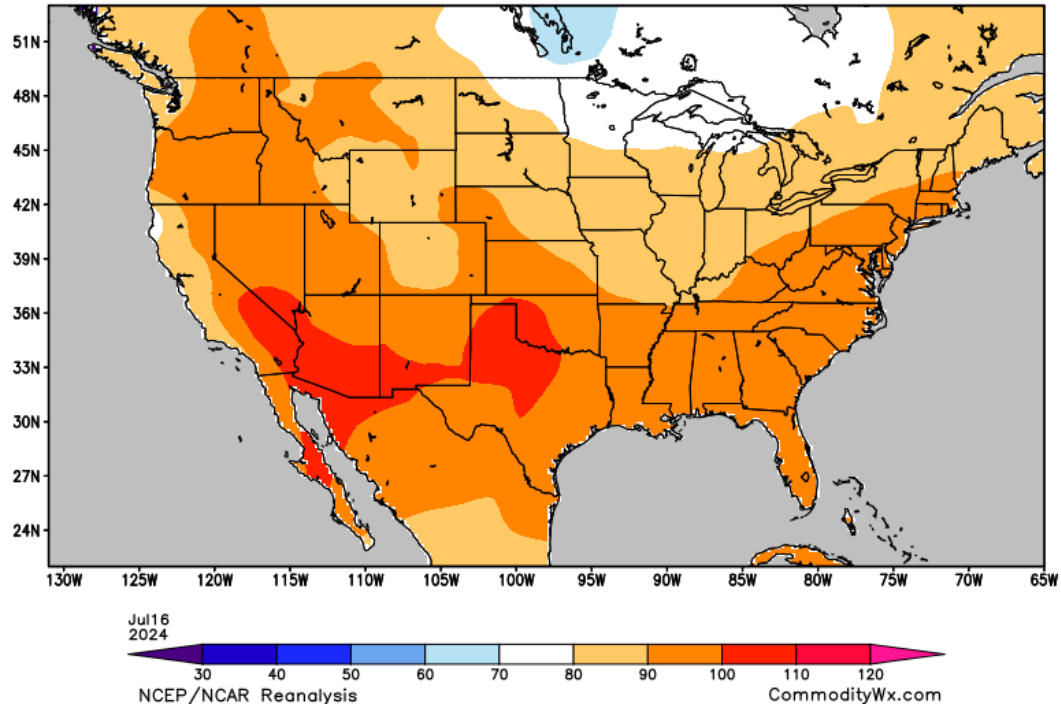 51N
48N
45N
42N
39N
36N
33N
30N
27N
24N
130W 125W 120W 115W 110W 105W 100W 95W 90W 85W 80W 75W 70W 65W
Jul16
2024
30 40 50 60 70 80 90 100 110 120
NCEP/NCAR Reanalysis CommodityWx.com